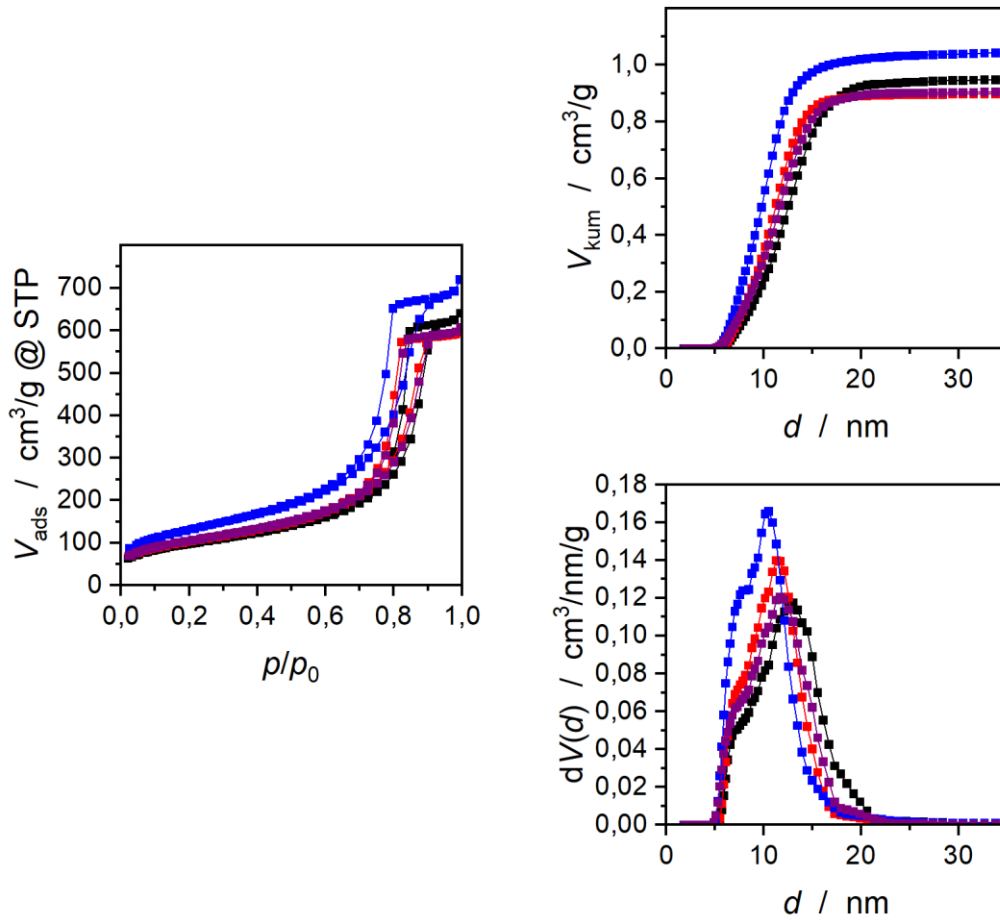 700
600
500
400
300
200
100
0
V_ads / cm³/g @ STP
0,0 0,2 0,4 0,6 0,8 1,0
p/p₀
1,0
0,8
0,6
0,4
0,2
0,0
V_kum / cm³/g
0 10 20 30
d / nm
0,18
0,16
0,14
0,12
0,10
0,08
0,06
0,04
0,02
0,00
dV(d) / cm³/nm/g
0 10 20 30
d / nm